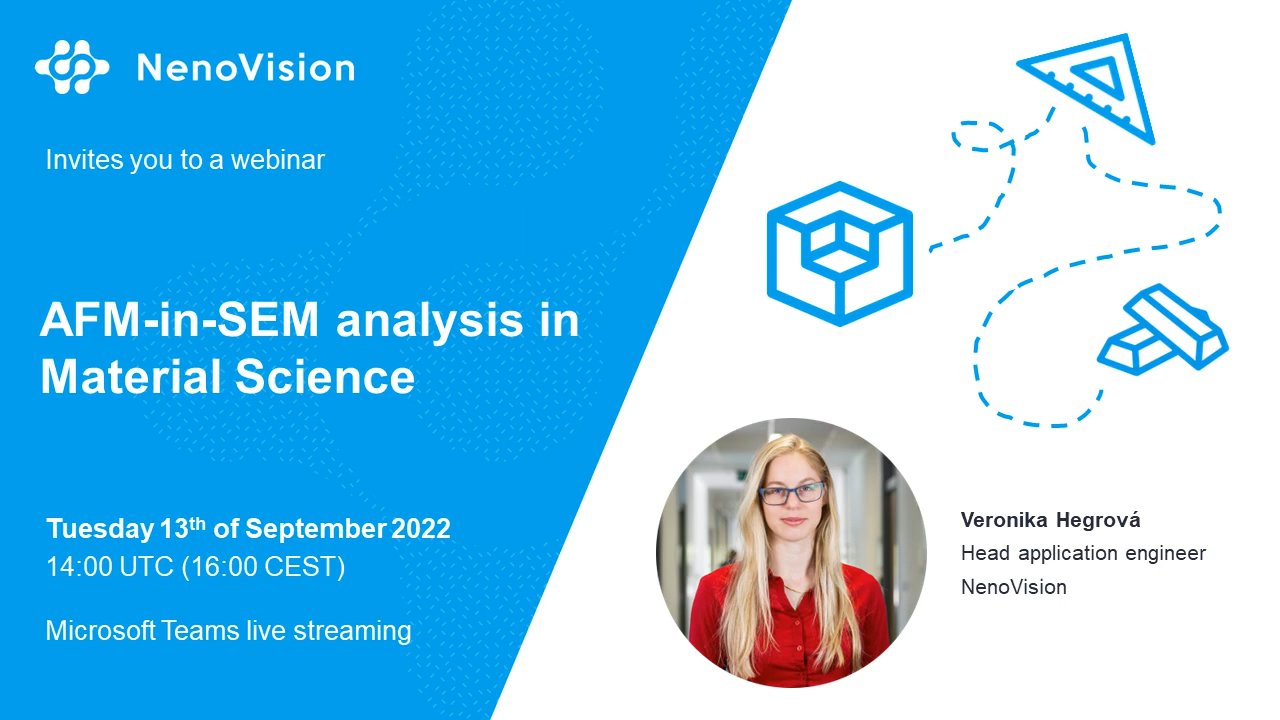 NenoVision
Invites you to a webinar
AFM-in-SEM analysis in
Material Science
Tuesday 13th of September 2022
14:00 UTC (16:00 CEST)
Microsoft Teams live streaming
Veronika Hegrová
Head application engineer
NenoVision